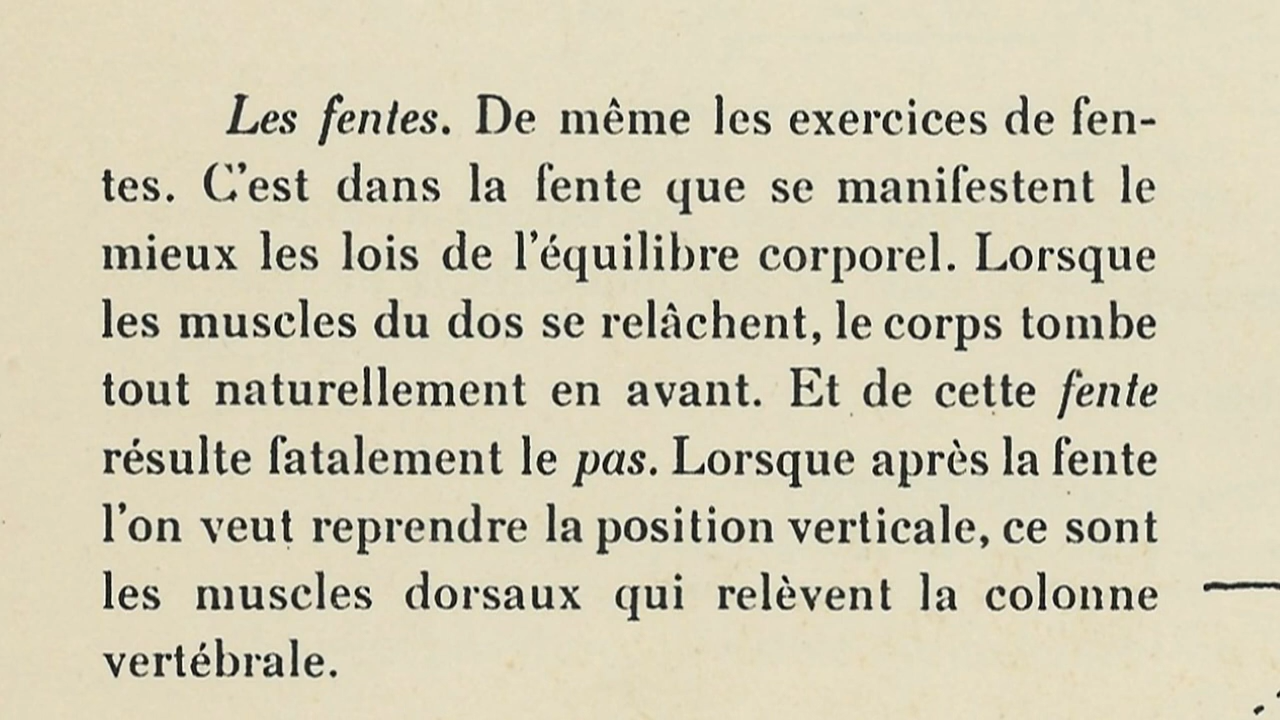 Les fentes. De même les exercices de fen-
tes. C'est dans la fente que se manifestent le
mieux les lois de l'équilibre corporel. Lorsque
les muscles du dos se relâchent, le corps tombe
tout naturellement en avant. Et de cette fente
résulte fatalement le pas. Lorsque après la fente
l'on veut reprendre la position verticale, ce sont
les muscles dorsaux qui relèvent la colonne
vertébrale.